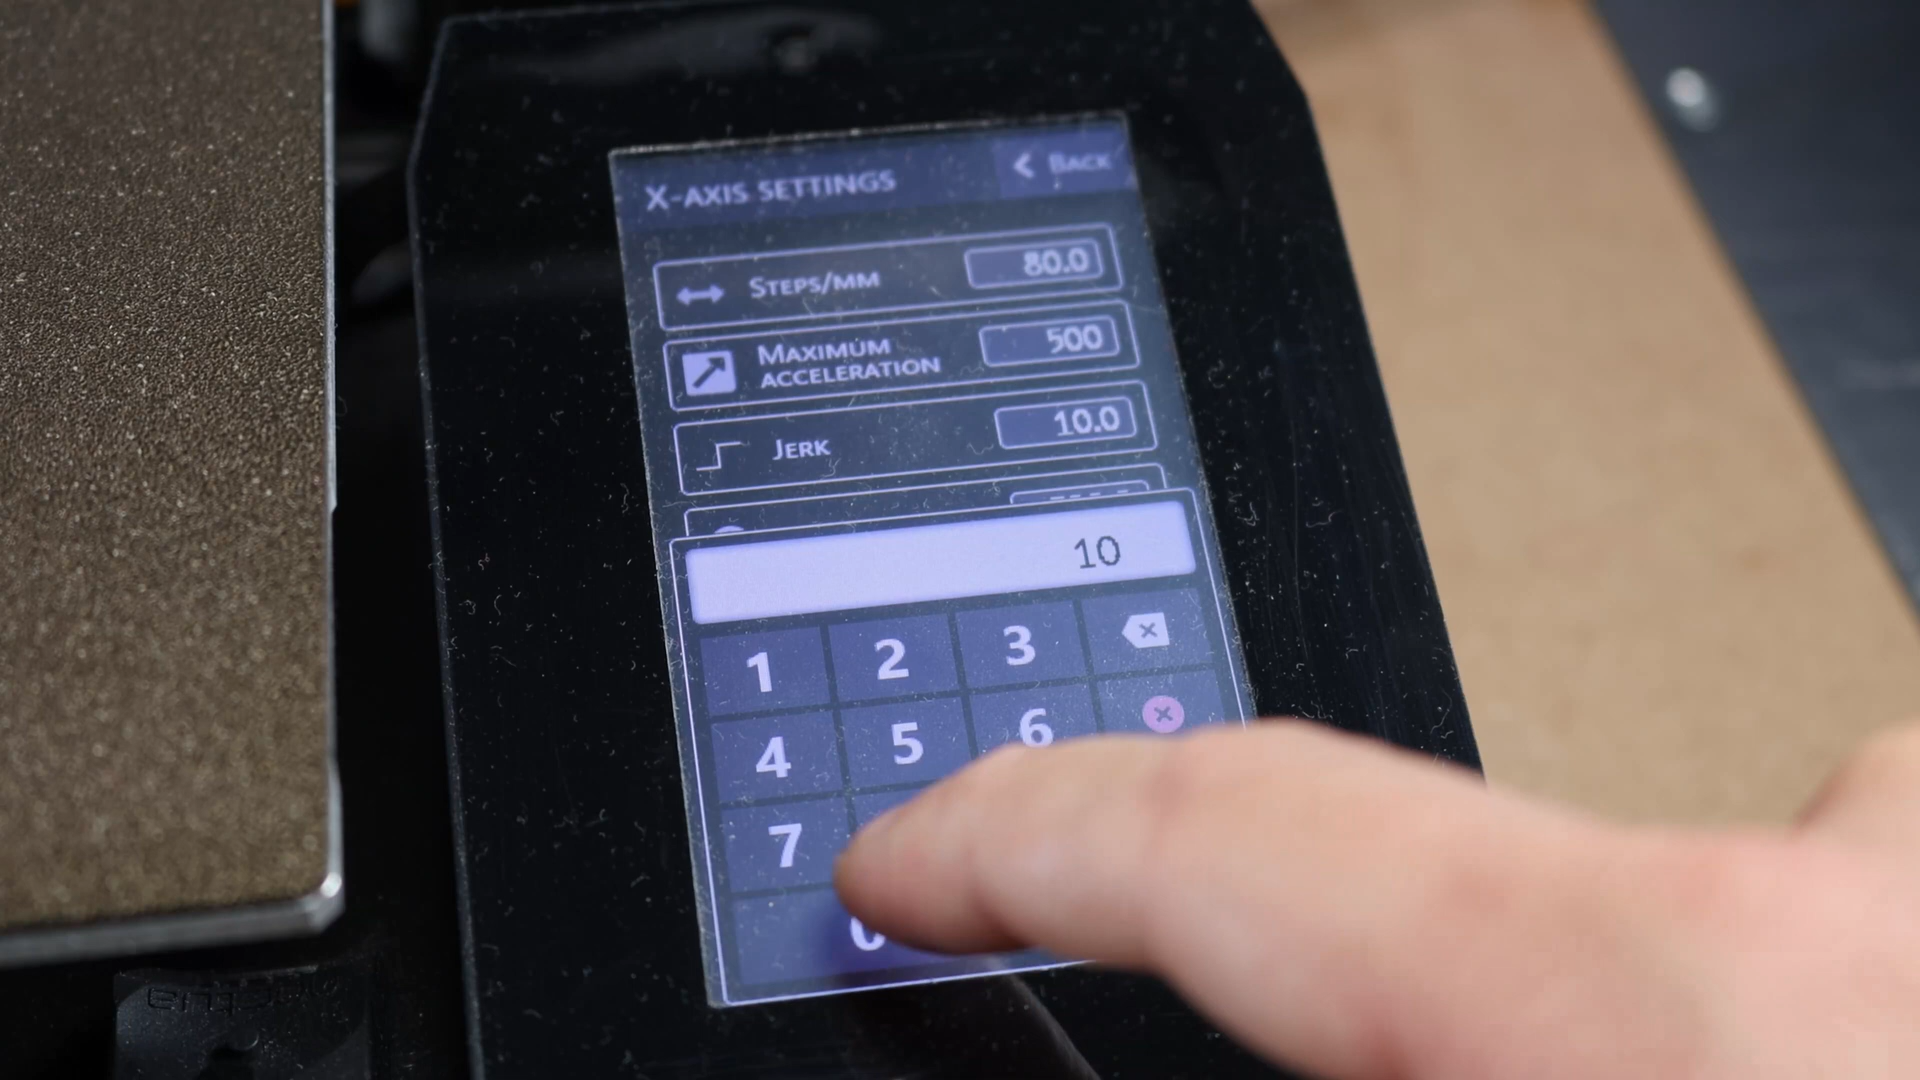 X-AXIS SETTINGS
BACK
STEPS/MM
80.0
MAXIMUM
ACCELERATION
500
JERK
10.0
10
1 2 3
4 5 6
7
0